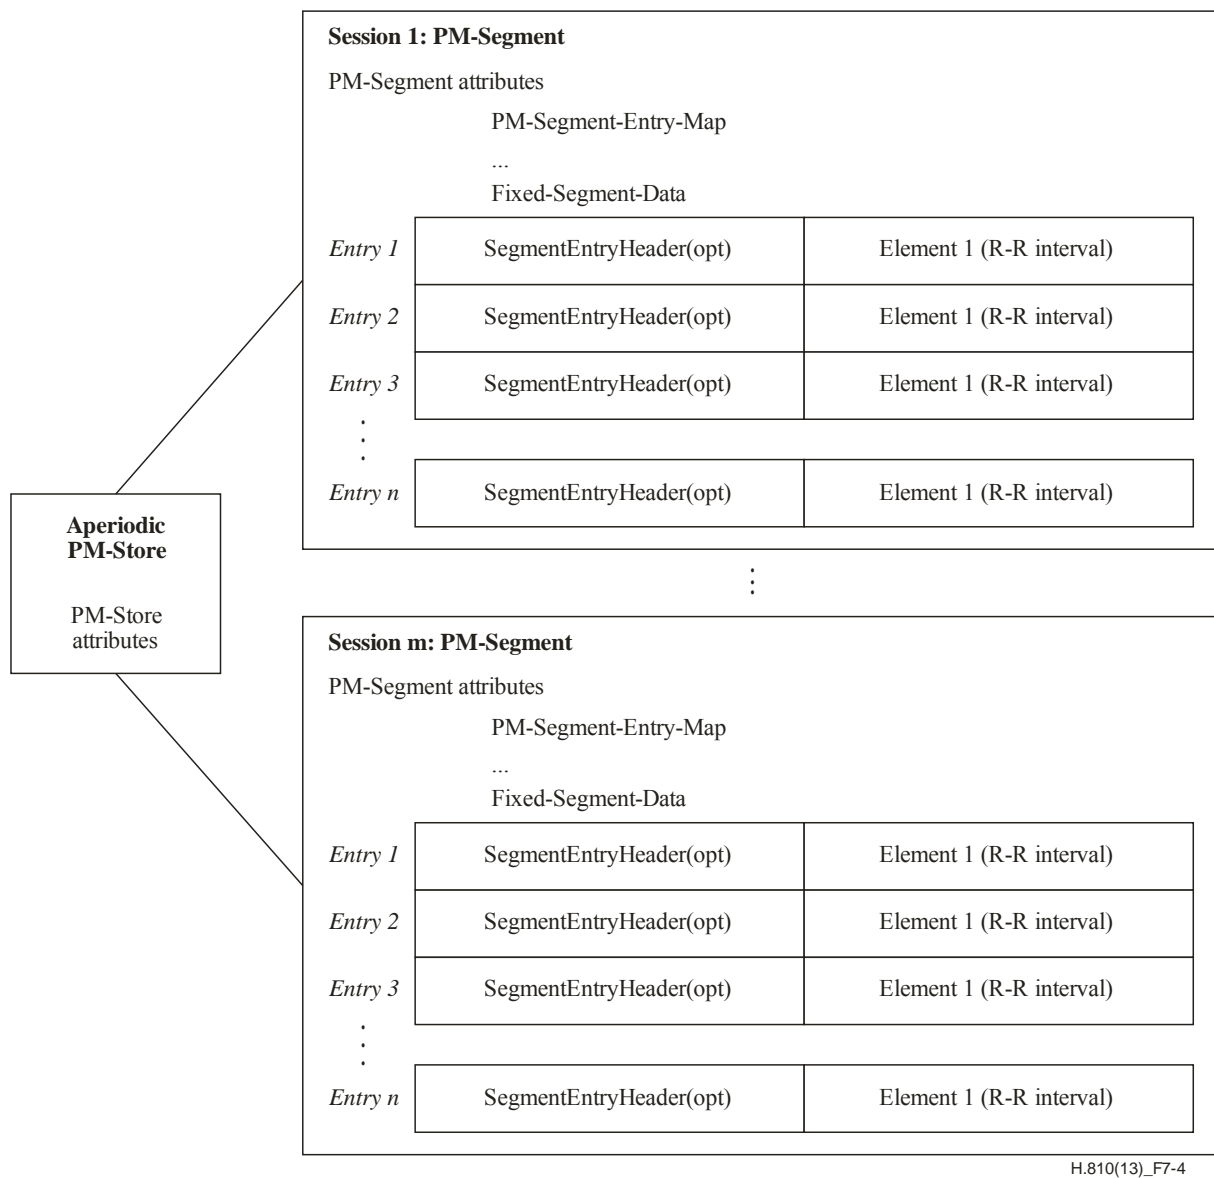 Session 1: PM-Segment
PM-Segment attributes
PM-Segment-Entry-Map
...
Fixed-Segment-Data
Entry 1 SegmentEntryHeader(opt) Element 1 (R-R interval)
Entry 2 SegmentEntryHeader(opt) Element 1 (R-R interval)
Entry 3 SegmentEntryHeader(opt) Element 1 (R-R interval)
Entry n SegmentEntryHeader(opt) Element 1 (R-R interval)
Aperiodic
PM-Store
PM-Store
attributes
Session m: PM-Segment
PM-Segment attributes
PM-Segment-Entry-Map
...
Fixed-Segment-Data
Entry 1 SegmentEntryHeader(opt) Element 1 (R-R interval)
Entry 2 SegmentEntryHeader(opt) Element 1 (R-R interval)
Entry 3 SegmentEntryHeader(opt) Element 1 (R-R interval)
Entry n SegmentEntryHeader(opt) Element 1 (R-R interval)
H.810(13)_F7-4